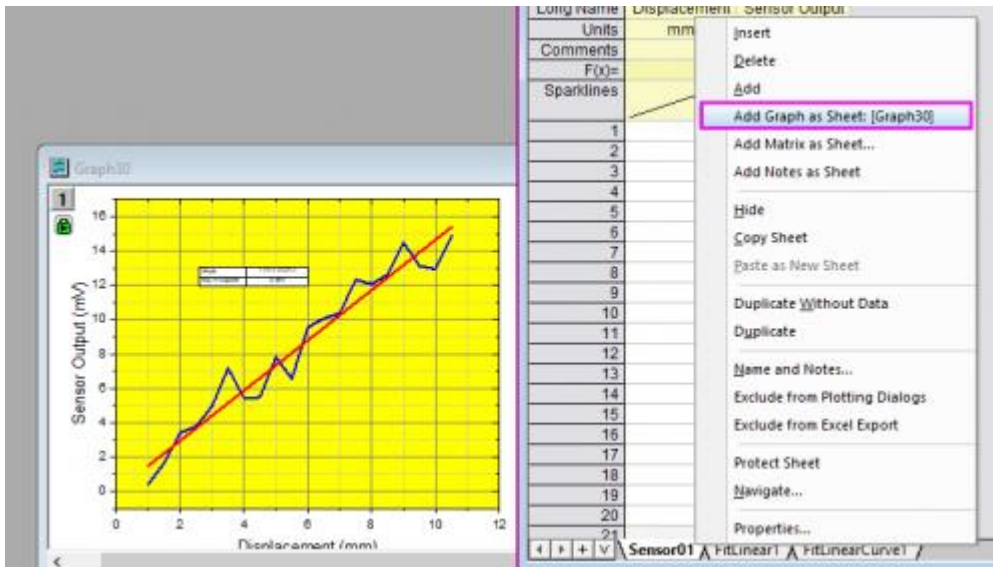 Graph30
1
16
14
12
10
8
6
4
2
0
Sensor Output (mV)
0 2 4 6 8 10 12
Displacement (mm)
Long Name Displacement Sensor Output
Units mm
Comments
F(x)=
Sparklines
1
2
3
4
5
6
7
8
9
10
11
12
13
14
15
16
17
18
19
20
21
Insert
Delete
Add
Add Graph as Sheet: [Graph30]
Add Matrix as Sheet...
Add Notes as Sheet
Hide
Copy Sheet
Paste as New Sheet
Duplicate Without Data
Duplicate
Name and Notes...
Exclude from Plotting Dialogs
Exclude from Excel Export
Protect Sheet
Navigate...
Properties...
Sensor01 FitLinear1 FitLinearCurve1